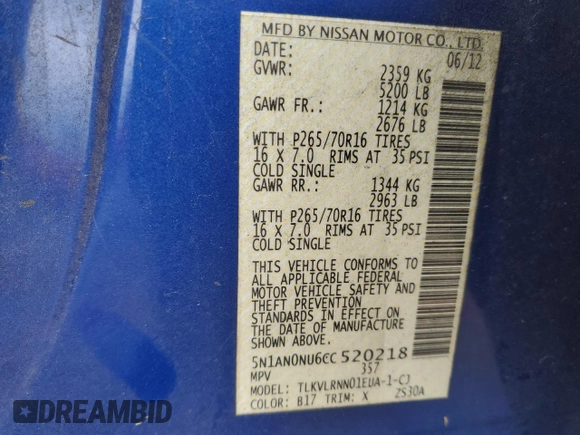 MFD BY NISSAN MOTOR CO., LTD.
DATE: 06/12
GVWR: 2359 KG
5200 LB
GAWR FR.: 1214 KG
2676 LB
WITH P265/70R16 TIRES
16 X 7.0 RIMS AT 35 PSI
COLD SINGLE
GAWR RR.: 1344 KG
2963 LB
WITH P265/70R16 TIRES
16 X 7.0 RIMS AT 35 PSI
COLD SINGLE
THIS VEHICLE CONFORMS TO
ALL APPLICABLE FEDERAL
MOTOR VEHICLE SAFETY AND
THEFT PREVENTION
STANDARDS IN EFFECT ON
THE DATE OF MANUFACTURE
SHOWN ABOVE.
5N1AN0NU6CC520218
MPV 357
MODEL: TLKVLRNN01EUA-1-CJ
COLOR: B17 TRIM: X ZS30A
AUTOBIDMASTER